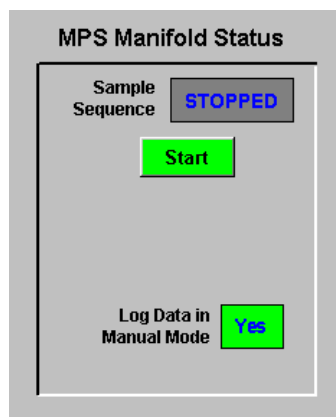 MPS Manifold Status
Sample
Sequence
STOPPED
Start
Log Data in
Manual Mode
Yes